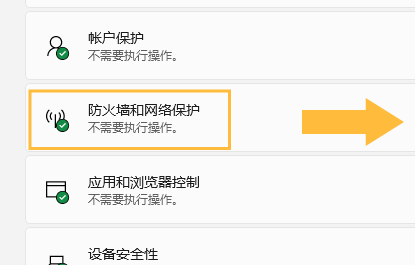 帐户保护
不需要执行操作。
防火墙和网络保护
不需要执行操作。
应用和浏览器控制
不需要执行操作。
设备安全性